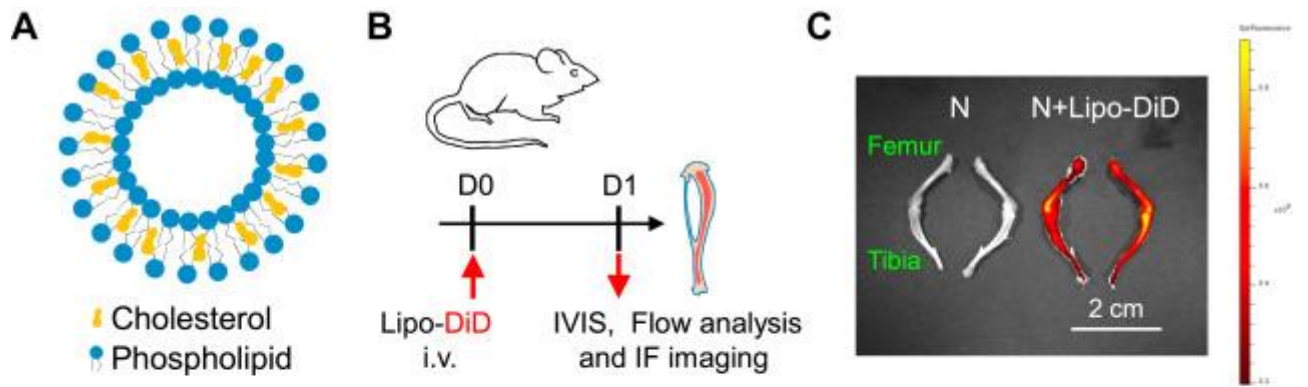 A
Cholesterol
Phospholipid
B
D0
D1
Lipo-DiD
i.v.
IVIS, Flow analysis
and IF imaging
C
N
N+Lipo-DiD
Femur
Tibia
2 cm